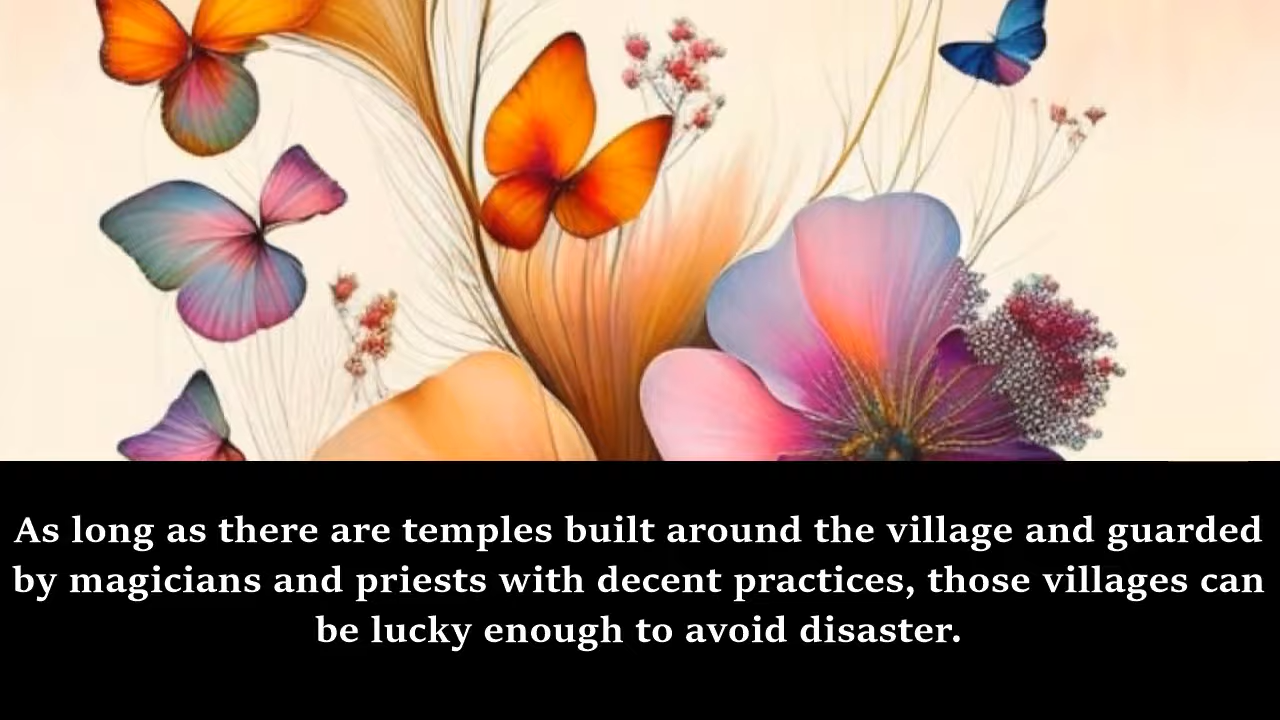 As long as there are temples built around the village and guarded
by magicians and priests with decent practices, those villages can
be lucky enough to avoid disaster.